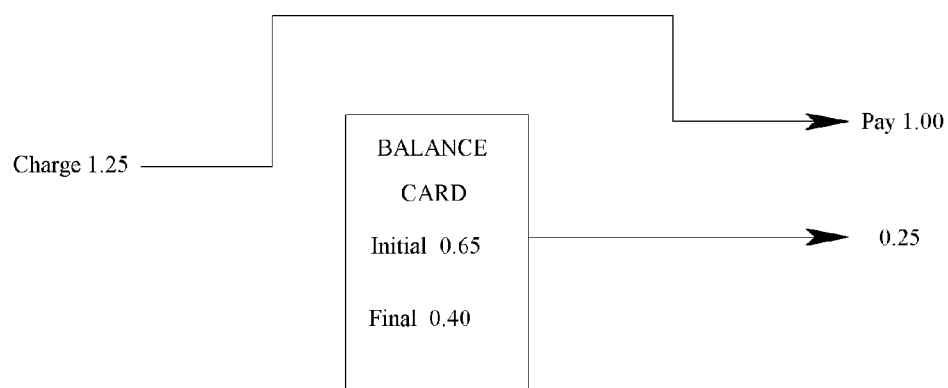 Charge 1.25
BALANCE
CARD
Initial 0.65
Final 0.40
Pay 1.00
0.25